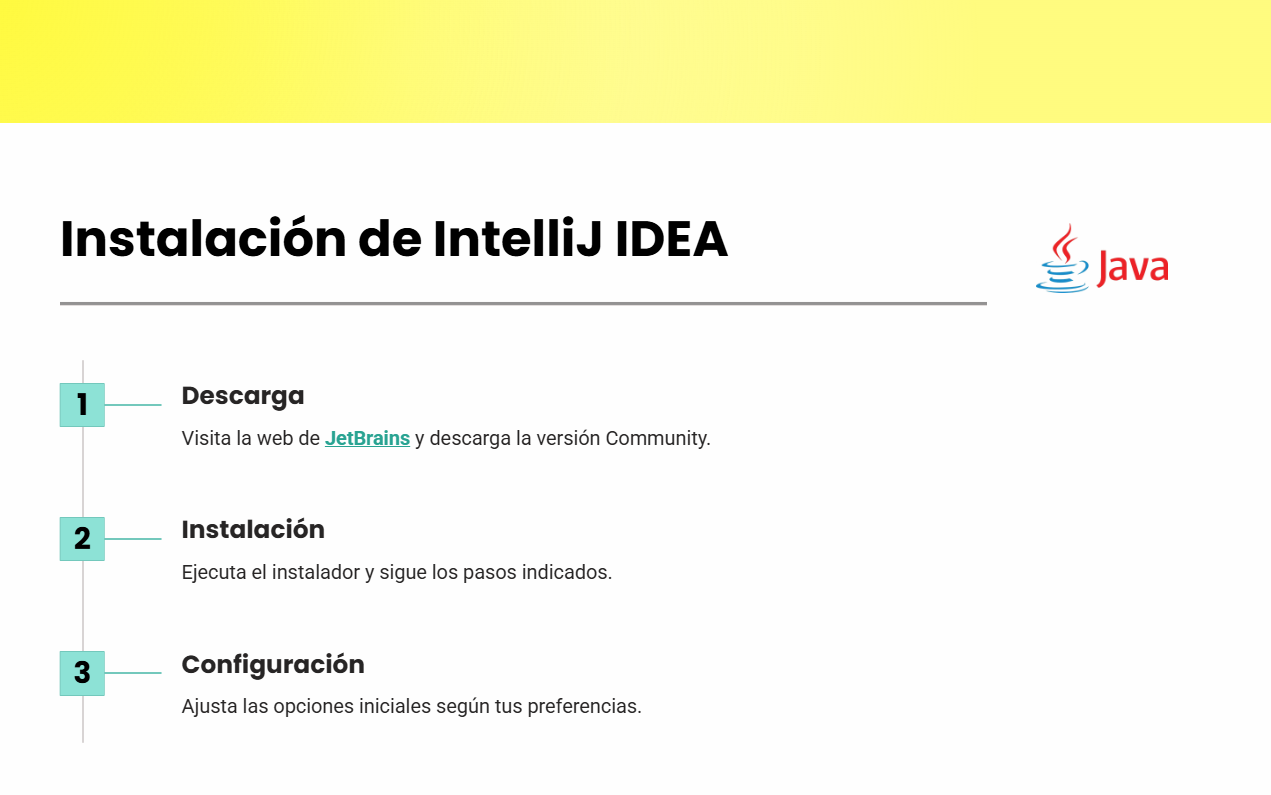 Instalación de IntelliJ IDEA
Java
1
Descarga
Visita la web de JetBrains y descarga la versión Community.
2
Instalación
Ejecuta el instalador y sigue los pasos indicados.
3
Configuración
Ajusta las opciones iniciales según tus preferencias.